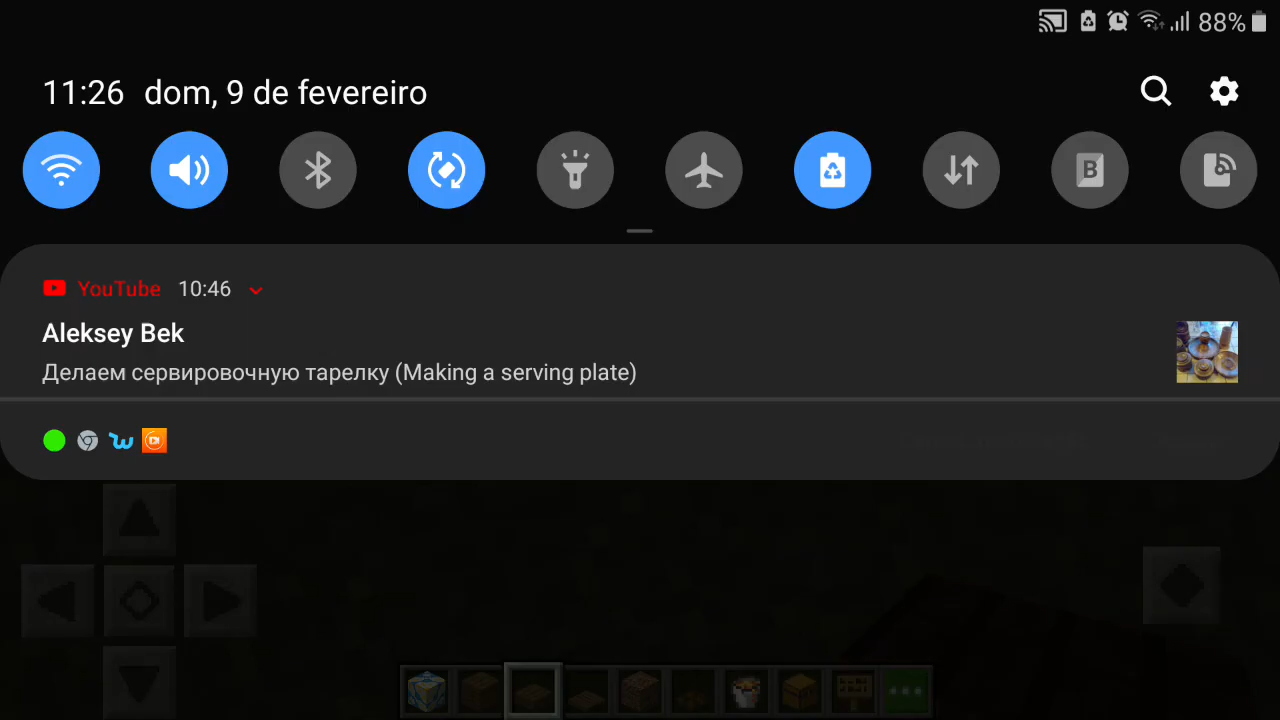 88%
11:26 dom, 9 de fevereiro
B
YouTube 10:46
Aleksey Bek
Делаем сервировочную тарелку (Making a serving plate)